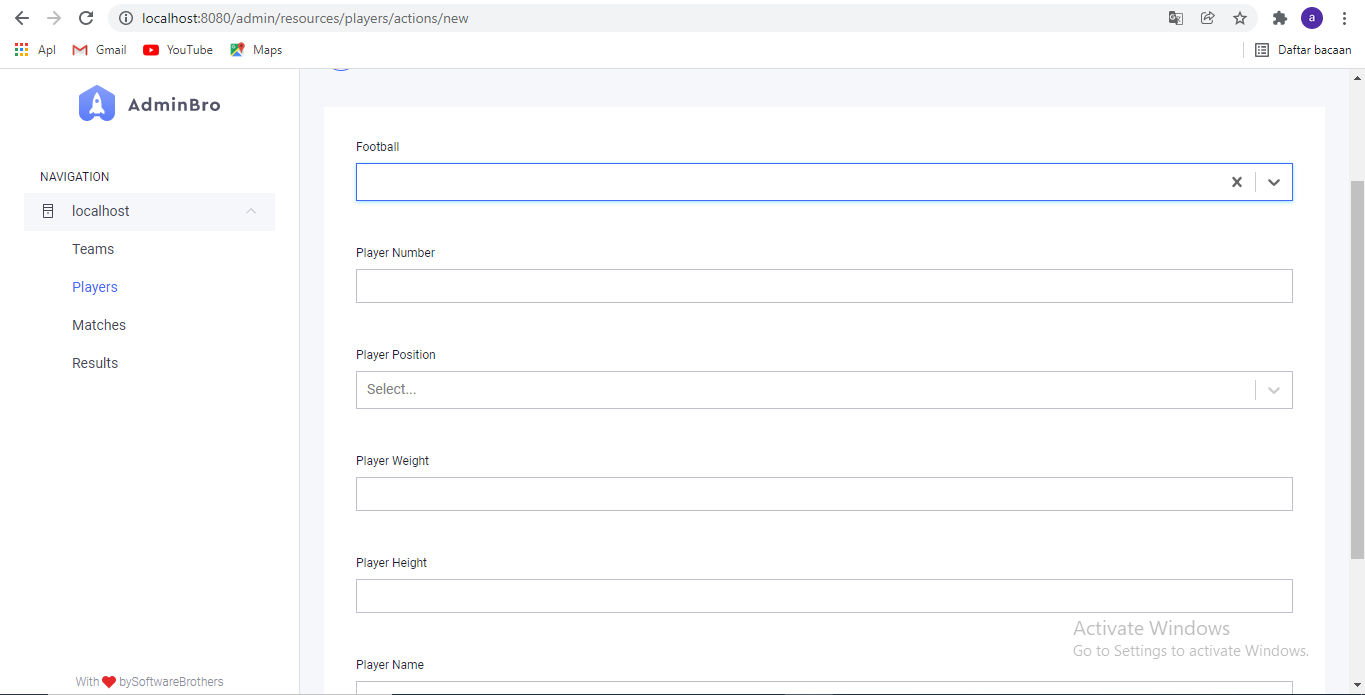 localhost:8080/admin/resources/players/actions/new
a
Apl
Gmail
YouTube
Maps
Daftar bacaan
AdminBro
NAVIGATION
localhost
Teams
Players
Matches
Results
With ❤ bySoftwareBrothers
Football
Player Number
Player Position
Select...
Player Weight
Player Height
Player Name
Activate Windows
Go to Settings to activate Windows.